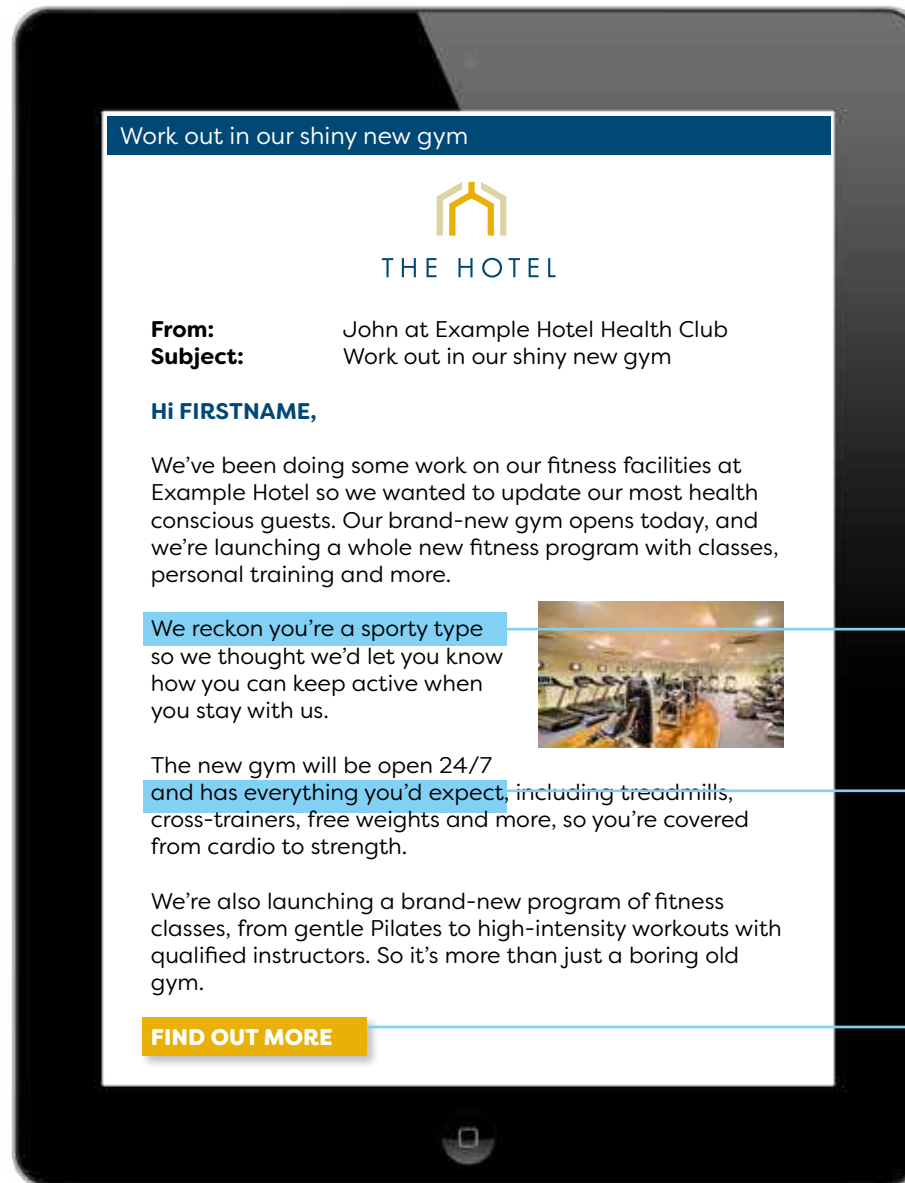 Work out in our shiny new gym
THE HOTEL
From: John at Example Hotel Health Club
Subject: Work out in our shiny new gym
Hi FIRSTNAME,
We've been doing some work on our fitness facilities at
Example Hotel so we wanted to update our most health
conscious guests. Our brand-new gym opens today, and
we're launching a whole new fitness program with classes,
personal training and more.
We reckon you're a sporty type
so we thought we'd let you know
how you can keep active when
you stay with us.
The new gym will be open 24/7
and has everything you'd expect, including treadmills,
cross-trainers, free weights and more, so you're covered
from cardio to strength.
We're also launching a brand-new program of fitness
classes, from gentle Pilates to high-intensity workouts with
qualified instructors. So it's more than just a boring old
gym.
FIND OUT MORE